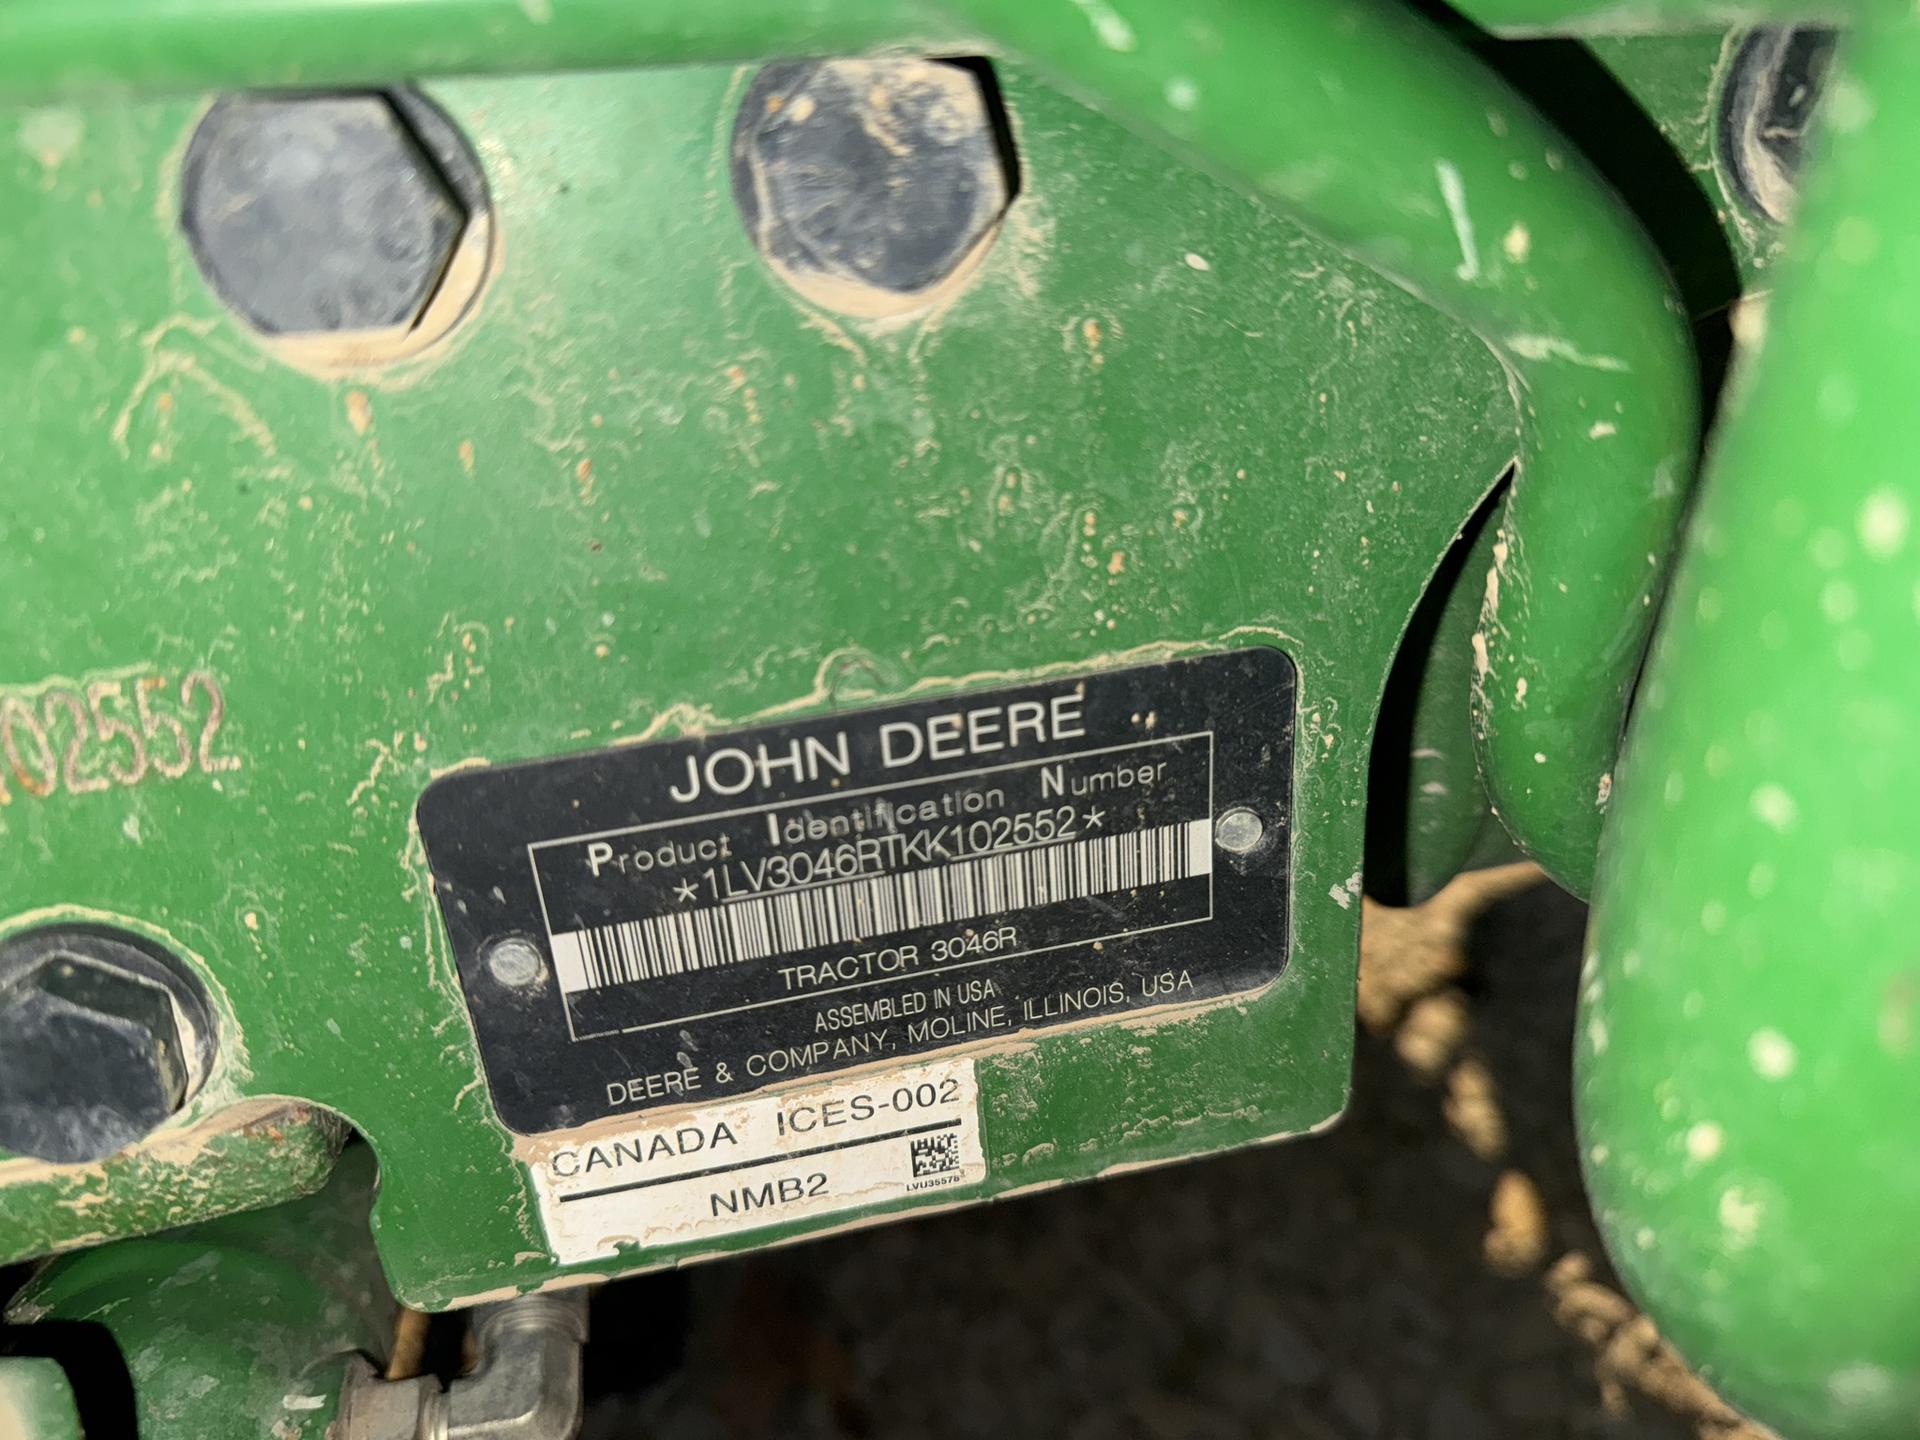 102552
JOHN DEERE
Product Identification Number
*1LV3046RTKK102552*
TRACTOR 3046R
ASSEMBLED IN USA
DEERE & COMPANY, MOLINE, ILLINOIS, USA
CANADA ICES-002
NMB2
LVU35578